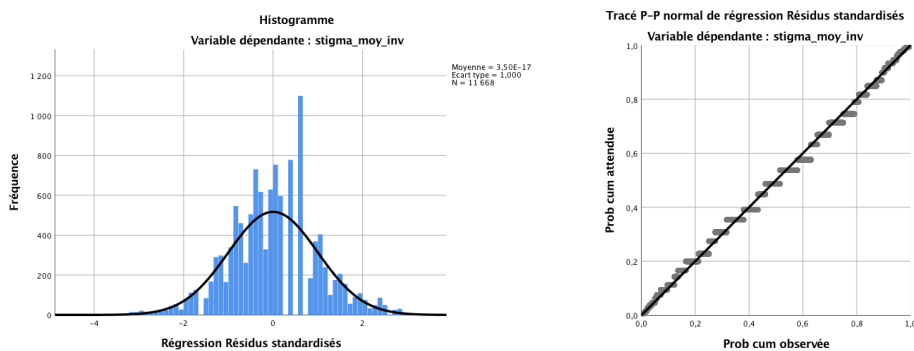 Histogramme
Variable dépendante : stigma_moy_inv
Moyenne = 3,50E-17
Ecart type = 1,000
N = 11 668
1 200
1 000
800
600
400
200
0
Fréquence
-4
-2
0
2
Régression Résidus standardisés
Tracé P-P normal de régression Résidus standardisés
Variable dépendante : stigma_moy_inv
1,0
0,8
0,6
0,4
0,2
0,0
Prob cum attendue
0,0
0,2
0,4
0,6
0,8
1,0
Prob cum observée